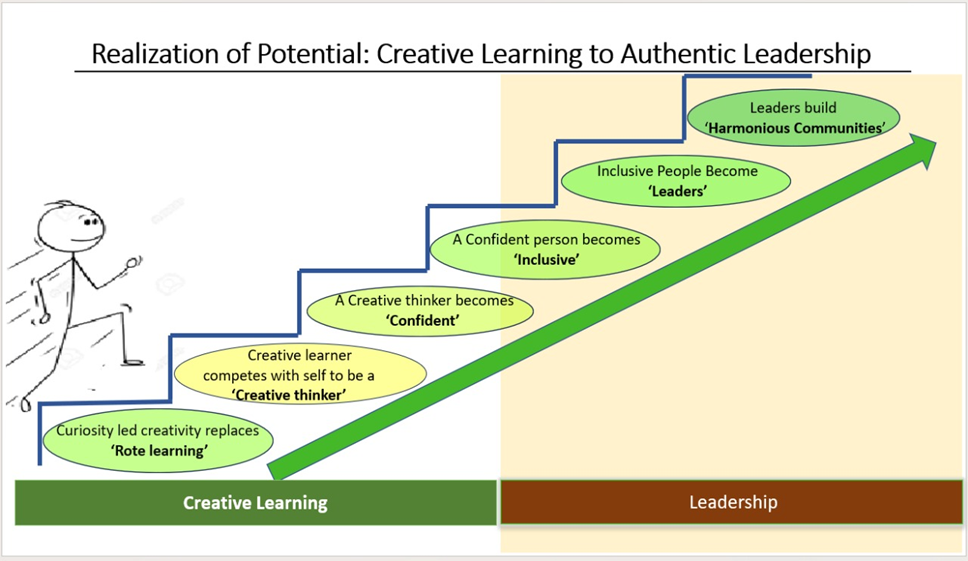 Realization of Potential: Creative Learning to Authentic Leadership
Leaders build
‘Harmonious Communities’
Inclusive People Become
‘Leaders’
A Confident person becomes
‘Inclusive’
A Creative thinker becomes
‘Confident’
Creative learner
competes with self to be a
‘Creative thinker’
Curiosity led creativity replaces
‘Rote learning’
Creative Learning
Leadership